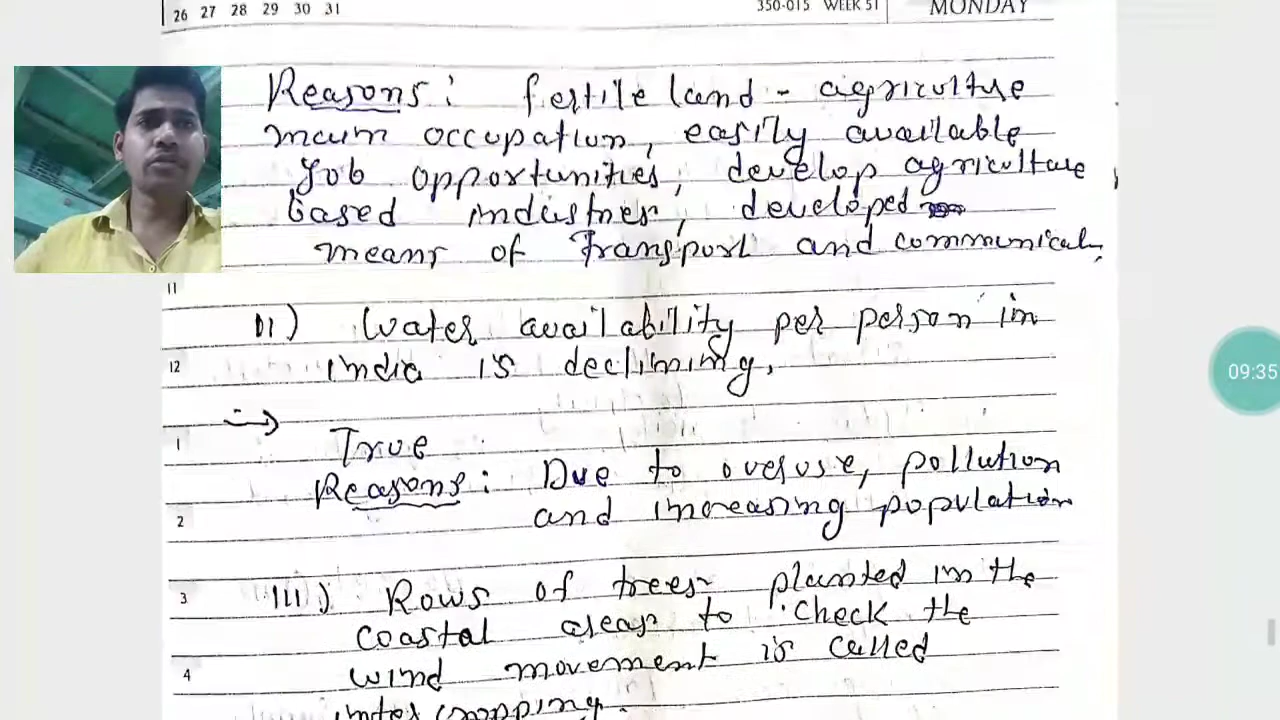 26 27 28 29 30 31
350-015 WEEK 51
MONDAY
Reasons: fertile land - agriculture
main occupation, easily available
Job opportunities, develop agriculture
based industries, developed
means of Transport and communicat,
11
ii) Water availability per person in
12
india is declining.
1
True
Reasons: Due to overuse, pollution
2
and increasing population
3
iii) Rows of trees planted in the
coastal areas to check the
4
wind movement is called
inter cropping.
09:35